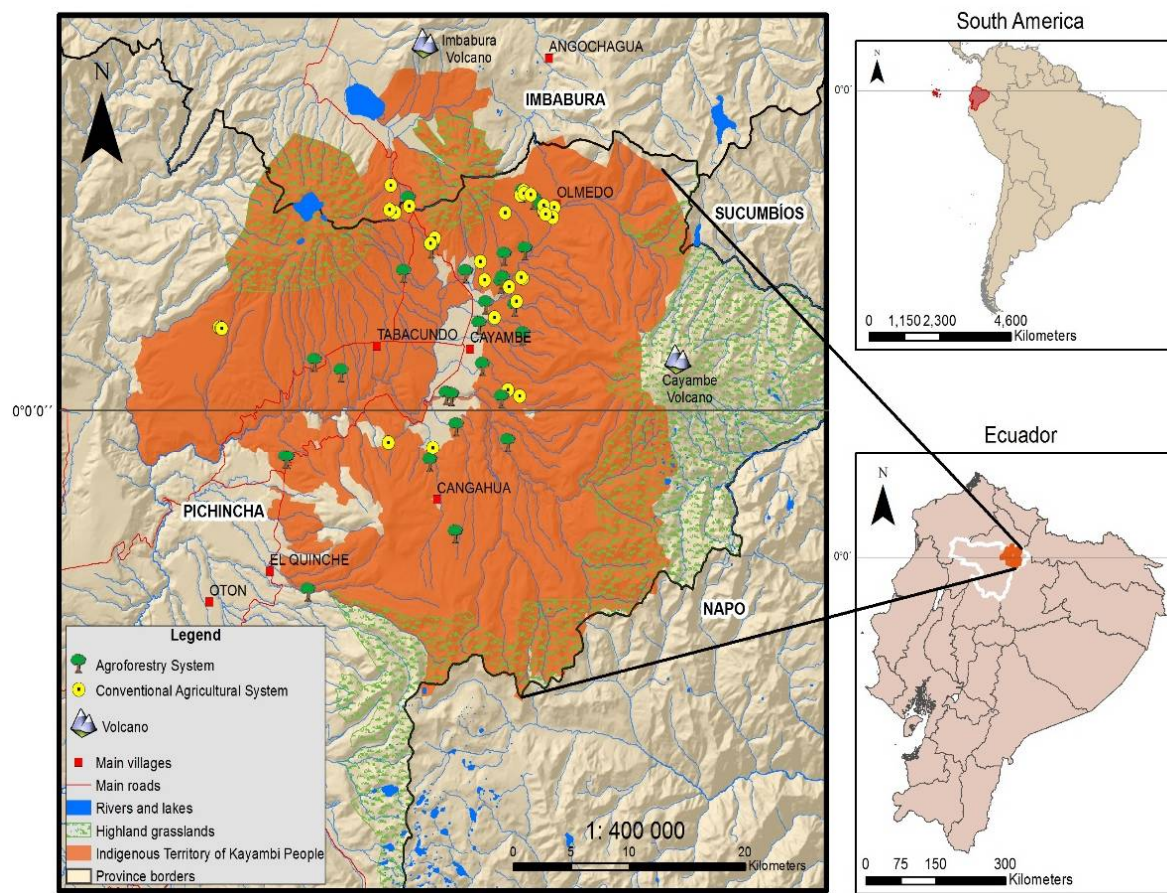 Imbabura
Volcano
ANGOCHAGUA
N
IMBABURA
OLMEDO
SUCUMBÍOS
TABACUNDO
CAYAMBE
Cayambe
Volcano
0°0'0''
CANGAHUA
PICHINCHA
EL QUINCHE
OTON
NAPO
Legend
Agroforestry System
Conventional Agricultural System
Volcano
Main villages
Main roads
Rivers and lakes
Highland grasslands
Indigenous Territory of Kayambi People
Province borders
1: 400 000
0 5 10 20
Kilometers
South America
N
0°0'
0 1,150 2,300 4,600
Kilometers
Ecuador
N
0°0'
0 75 150 300
Kilometers